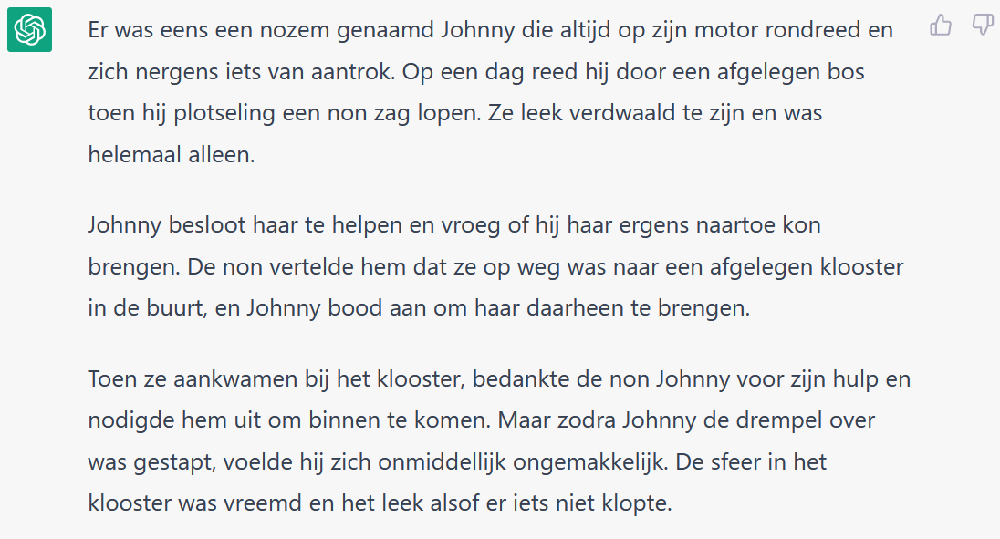 Er was eens een nozem genaamd Johnny die altijd op zijn motor rondreed en
zich nergens iets van aantrok. Op een dag reed hij door een afgelegen bos
toen hij plotseling een non zag lopen. Ze leek verdwaald te zijn en was
helemaal alleen.
Johnny besloot haar te helpen en vroeg of hij haar ergens naartoe kon
brengen. De non vertelde hem dat ze op weg was naar een afgelegen klooster
in de buurt, en Johnny bood aan om haar daarheen te brengen.
Toen ze aankwamen bij het klooster, bedankte de non Johnny voor zijn hulp en
nodigde hem uit om binnen te komen. Maar zodra Johnny de drempel over
was gestapt, voelde hij zich onmiddellijk ongemakkelijk. De sfeer in het
klooster was vreemd en het leek alsof er iets niet klopte.